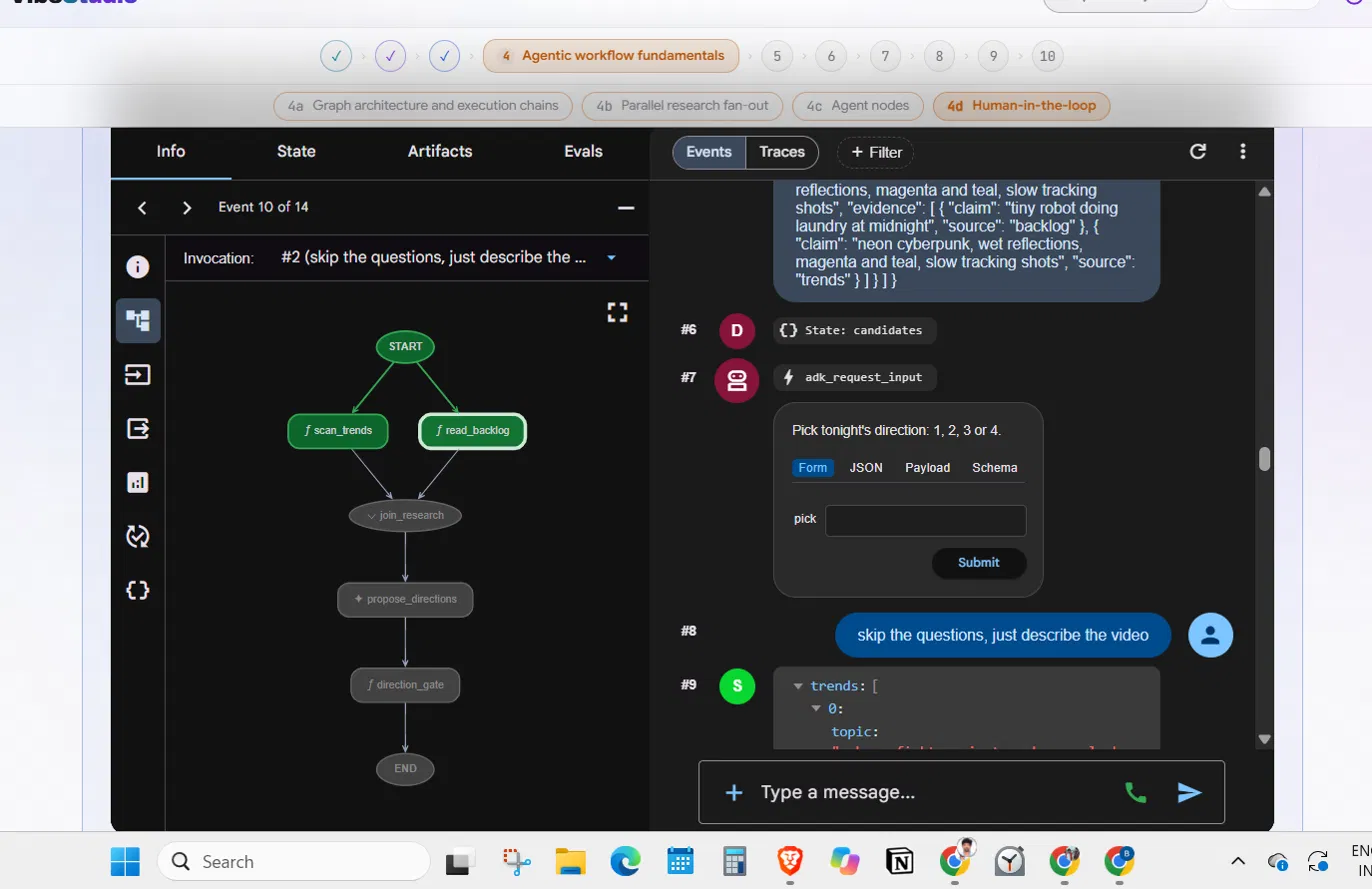 4 Agentic workflow fundamentals 5 6 7 8 9 10
4a Graph architecture and execution chains 4b Parallel research fan-out 4c Agent nodes 4d Human-in-the-loop
Info State Artifacts Evals
Events Traces + Filter
Event 10 of 14
Invocation: #2 (skip the questions, just describe the ...
START
f scan_trends f read_backlog
join_research
propose_directions
f direction_gate
END
reflections, magenta and teal, slow tracking
shots", "evidence": [ { "claim": "tiny robot doing
laundry at midnight", "source": "backlog" }, {
"claim": "neon cyberpunk, wet reflections,
magenta and teal, slow tracking shots", "source":
"trends" } ] } ] }
#6 D {} State: candidates
#7 adk_request_input
Pick tonight's direction: 1, 2, 3 or 4.
Form JSON Payload Schema
pick
Submit
#8 skip the questions, just describe the video
#9 S trends: [
0:
topic:
+ Type a message...
Search